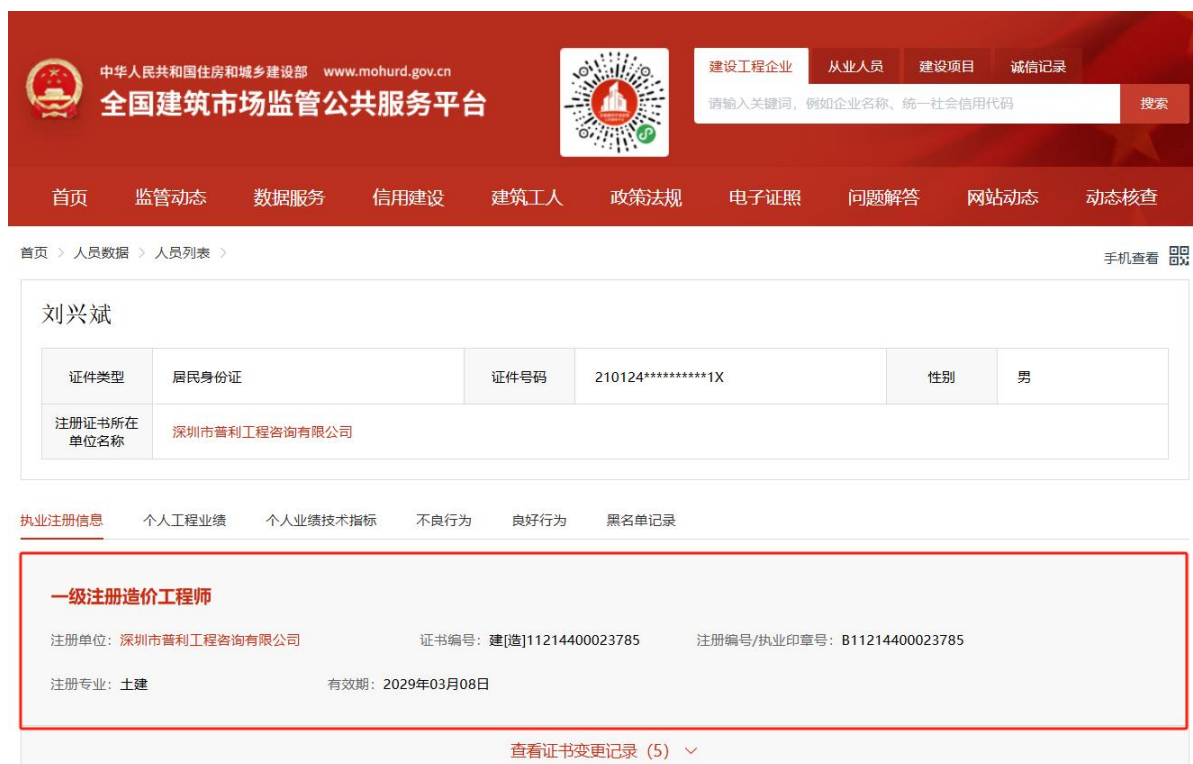 中华人民共和国住房和城乡建设部 www.mohurd.gov.cn
全国建筑市场监管公共服务平台
建设工程企业 从业人员 建设项目 诚信记录
请输入关键词，例如企业名称、统一社会信用代码 搜索
首页 监管动态 数据服务 信用建设 建筑工人 政策法规 电子证照 问题解答 网站动态 动态核查
首页 > 人员数据 > 人员列表 >
手机查看
刘兴斌
证件类型 居民身份证 证件号码 210124**********1X 性别 男
注册证书所在
单位名称
深圳市普利工程咨询有限公司
执业注册信息 个人工程业绩 个人业绩技术指标 不良行为 良好行为 黑名单记录
一级注册造价工程师
注册单位：深圳市普利工程咨询有限公司 证书编号：建[造]11214400023785 注册编号/执业印章号：B11214400023785
注册专业：土建 有效期：2029年03月08日
查看证书变更记录（5）